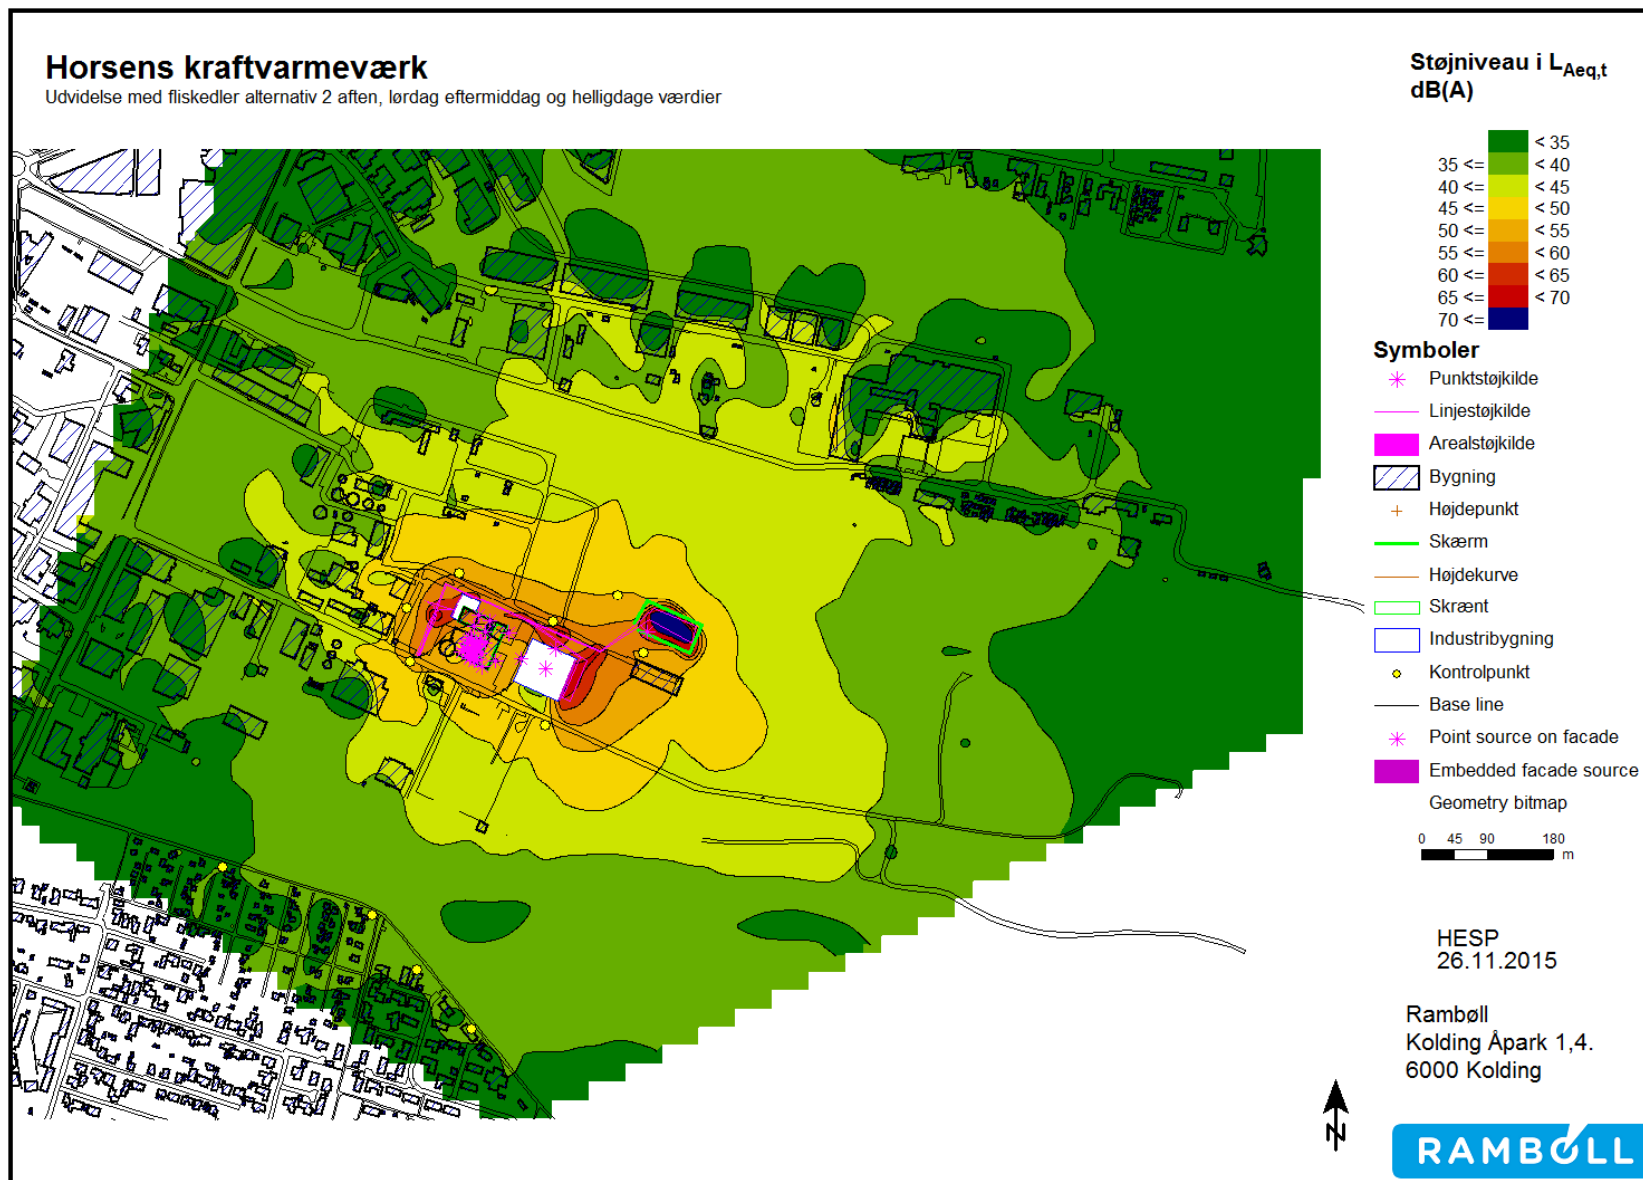 Horsens kraftvarmeværk
Udvidelse med fliskedler alternativ 2 aften, lørdag eftermiddag og helligdage værdier
Støjniveau i LAeq,t
dB(A)
< 35
35 <= < 40
40 <= < 45
45 <= < 50
50 <= < 55
55 <= < 60
60 <= < 65
65 <= < 70
70 <=
Symboler
Punktstøjkilde
Linjestøjkilde
Arealstøjkilde
Bygning
Højdepunkt
Skærm
Højdekurve
Skrænt
Industribygning
Kontrolpunkt
Base line
Point source on facade
Embedded facade source
Geometry bitmap
0 45 90 180
m
HESP
26.11.2015
Rambøll
Kolding Åpark 1,4.
6000 Kolding
N
RAMBOLL